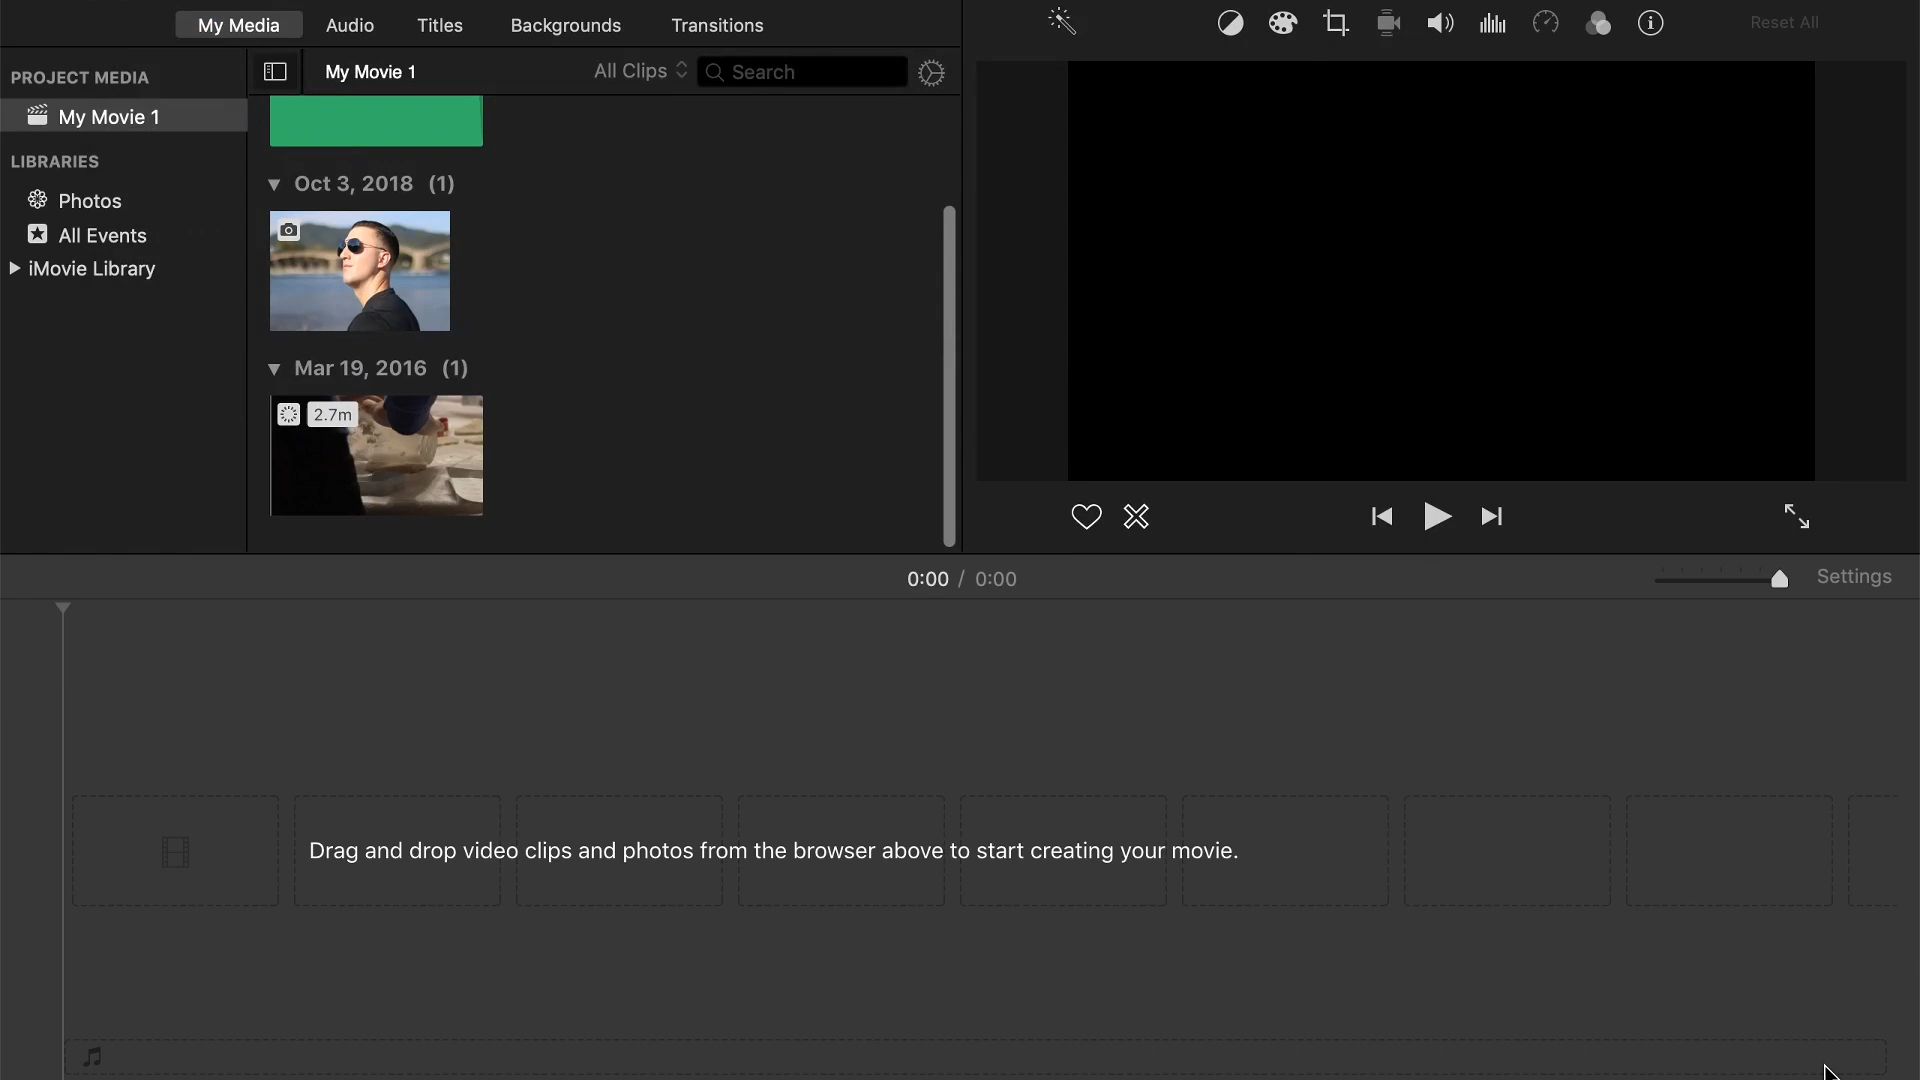 My Media Audio Titles Backgrounds Transitions
Reset All
PROJECT MEDIA
My Movie 1
LIBRARIES
Photos
All Events
iMovie Library
My Movie 1
All Clips
Search
Oct 3, 2018 (1)
Mar 19, 2016 (1)
2.7m
0:00 / 0:00
Settings
Drag and drop video clips and photos from the browser above to start creating your movie.